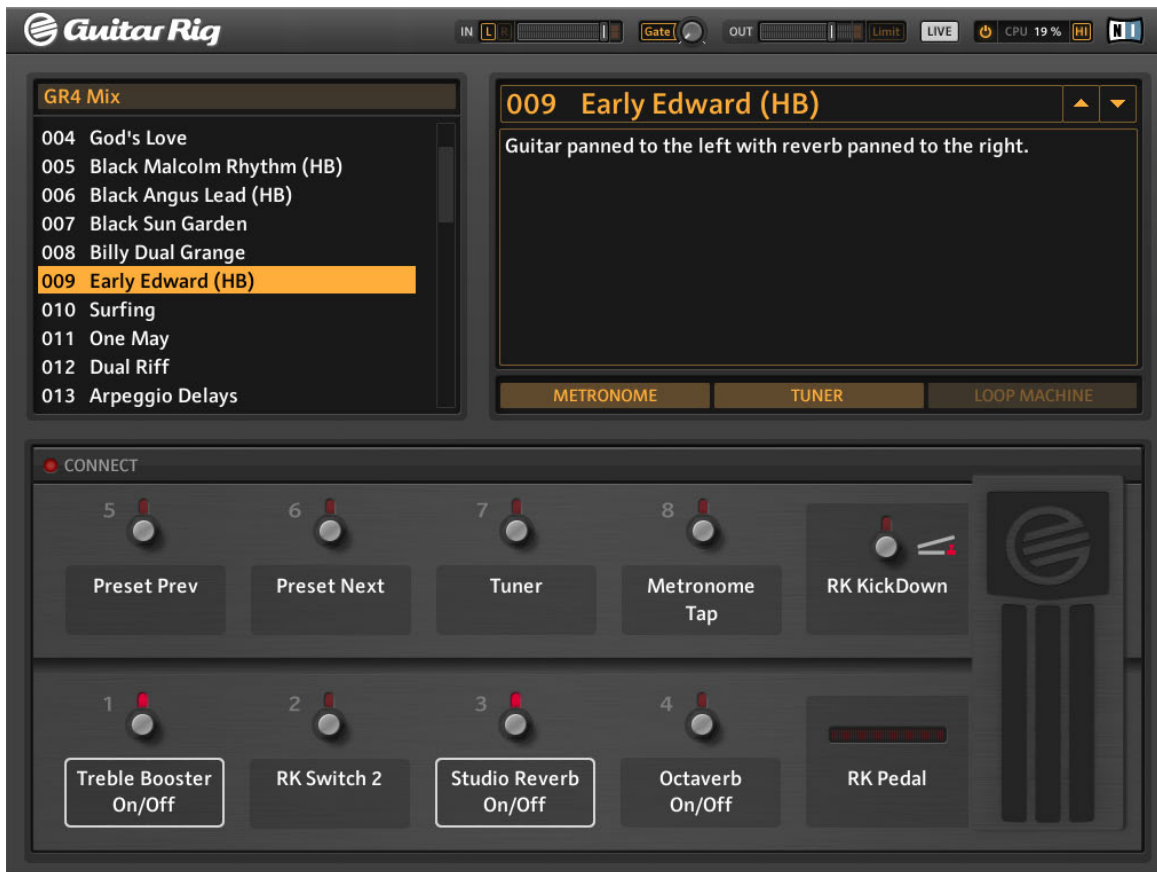 Guitar Rig
IN L R Gate OUT Limit LIVE CPU 19 % HI N I
GR4 Mix
004 God's Love
005 Black Malcolm Rhythm (HB)
006 Black Angus Lead (HB)
007 Black Sun Garden
008 Billy Dual Grange
009 Early Edward (HB)
010 Surfing
011 One May
012 Dual Riff
013 Arpeggio Delays
009 Early Edward (HB)
Guitar panned to the left with reverb panned to the right.
METRONOME TUNER LOOP MACHINE
CONNECT
5 6 7 8
Preset Prev
Preset Next
Tuner
Metronome
Tap
RK KickDown
1 2 3 4
Treble Booster
On/Off
RK Switch 2
Studio Reverb
On/Off
Octaverb
On/Off
RK Pedal